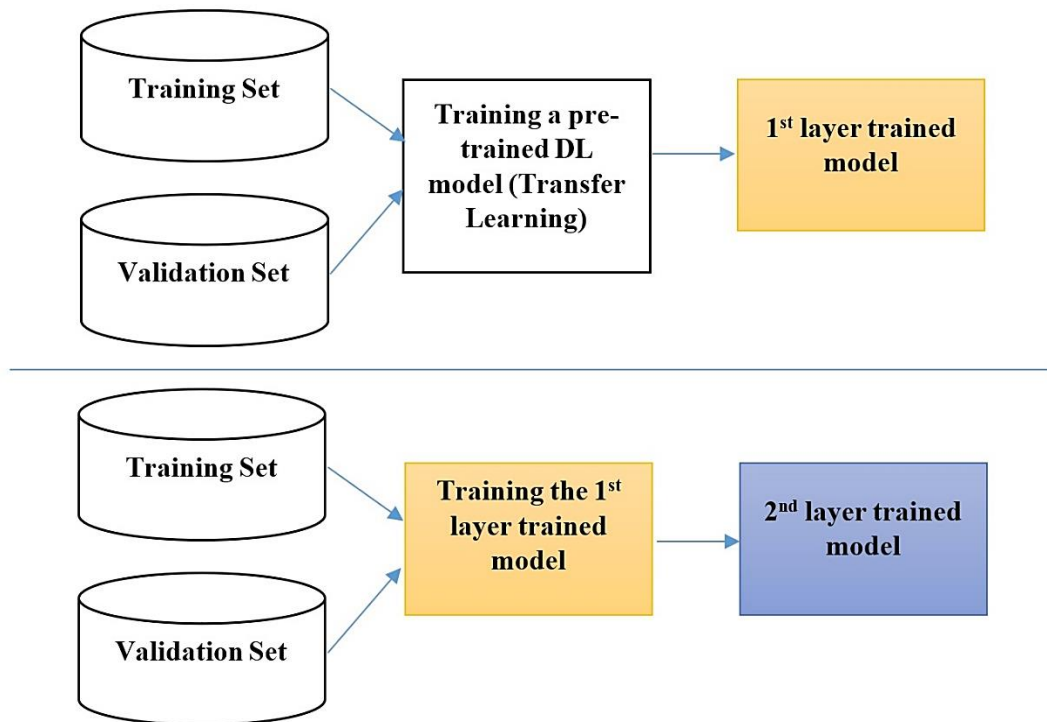 Training Set
Training a pre-
trained DL
model (Transfer
Learning)
1st layer trained
model
Validation Set
Training Set
Training the 1st
layer trained
model
2nd layer trained
model
Validation Set